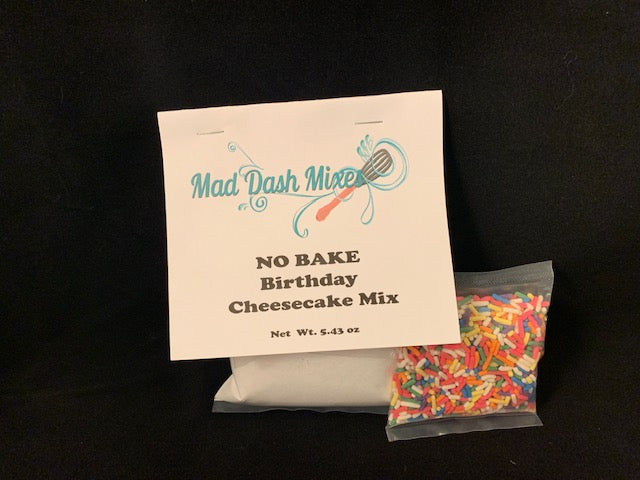 Mad Dash Mixes
NO BAKE
Birthday
Cheesecake Mix
Net Wt. 5.43 oz